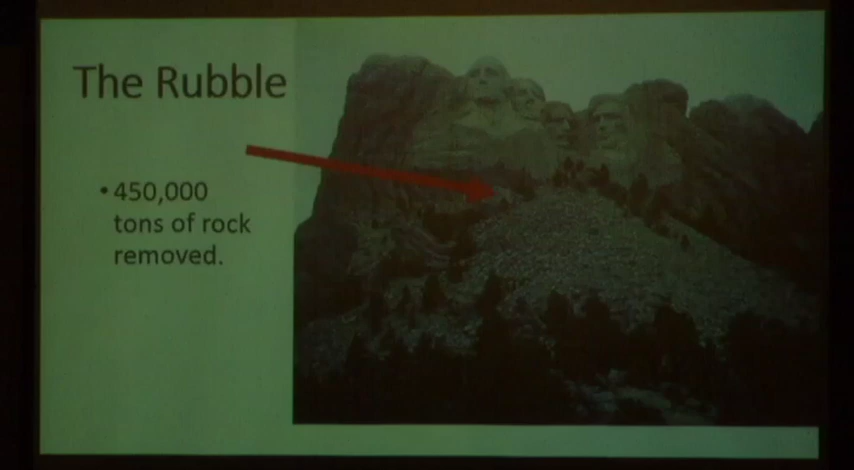 The Rubble
• 450,000
tons of rock
removed.